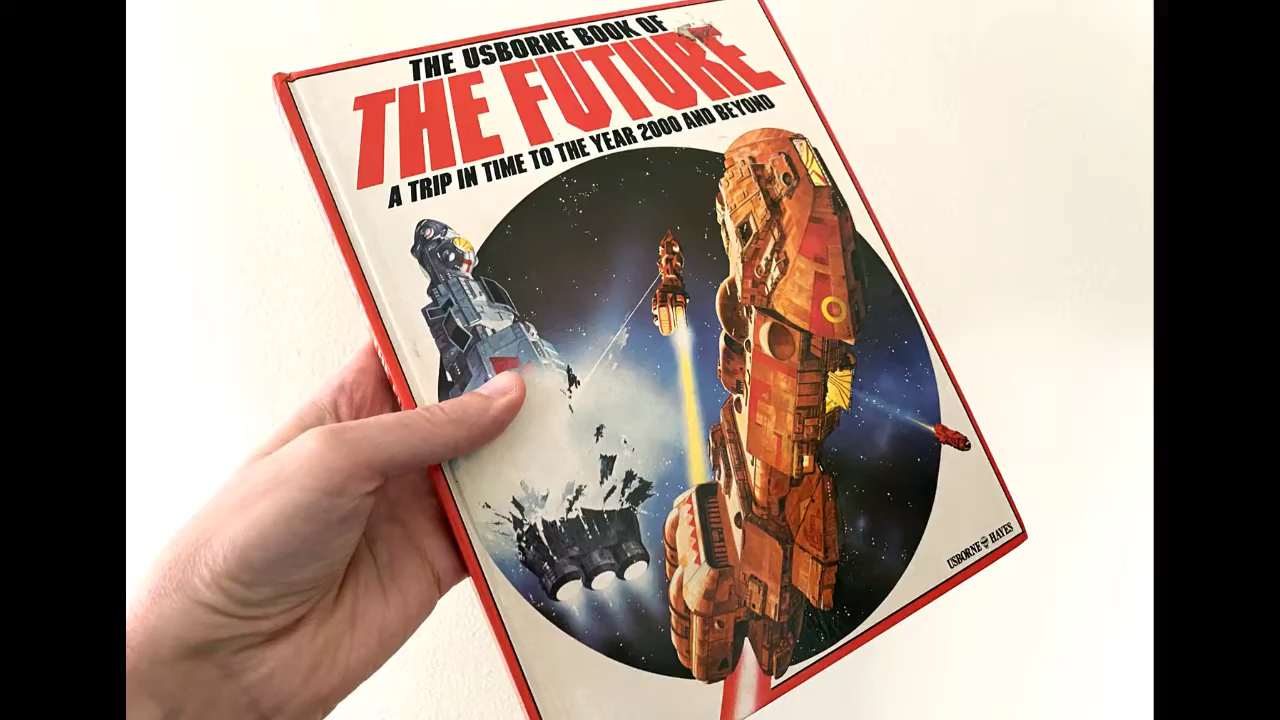 THE USBORNE BOOK OF
THE FUTURE
A TRIP IN TIME TO THE YEAR 2000 AND BEYOND
USBORNE HAYES